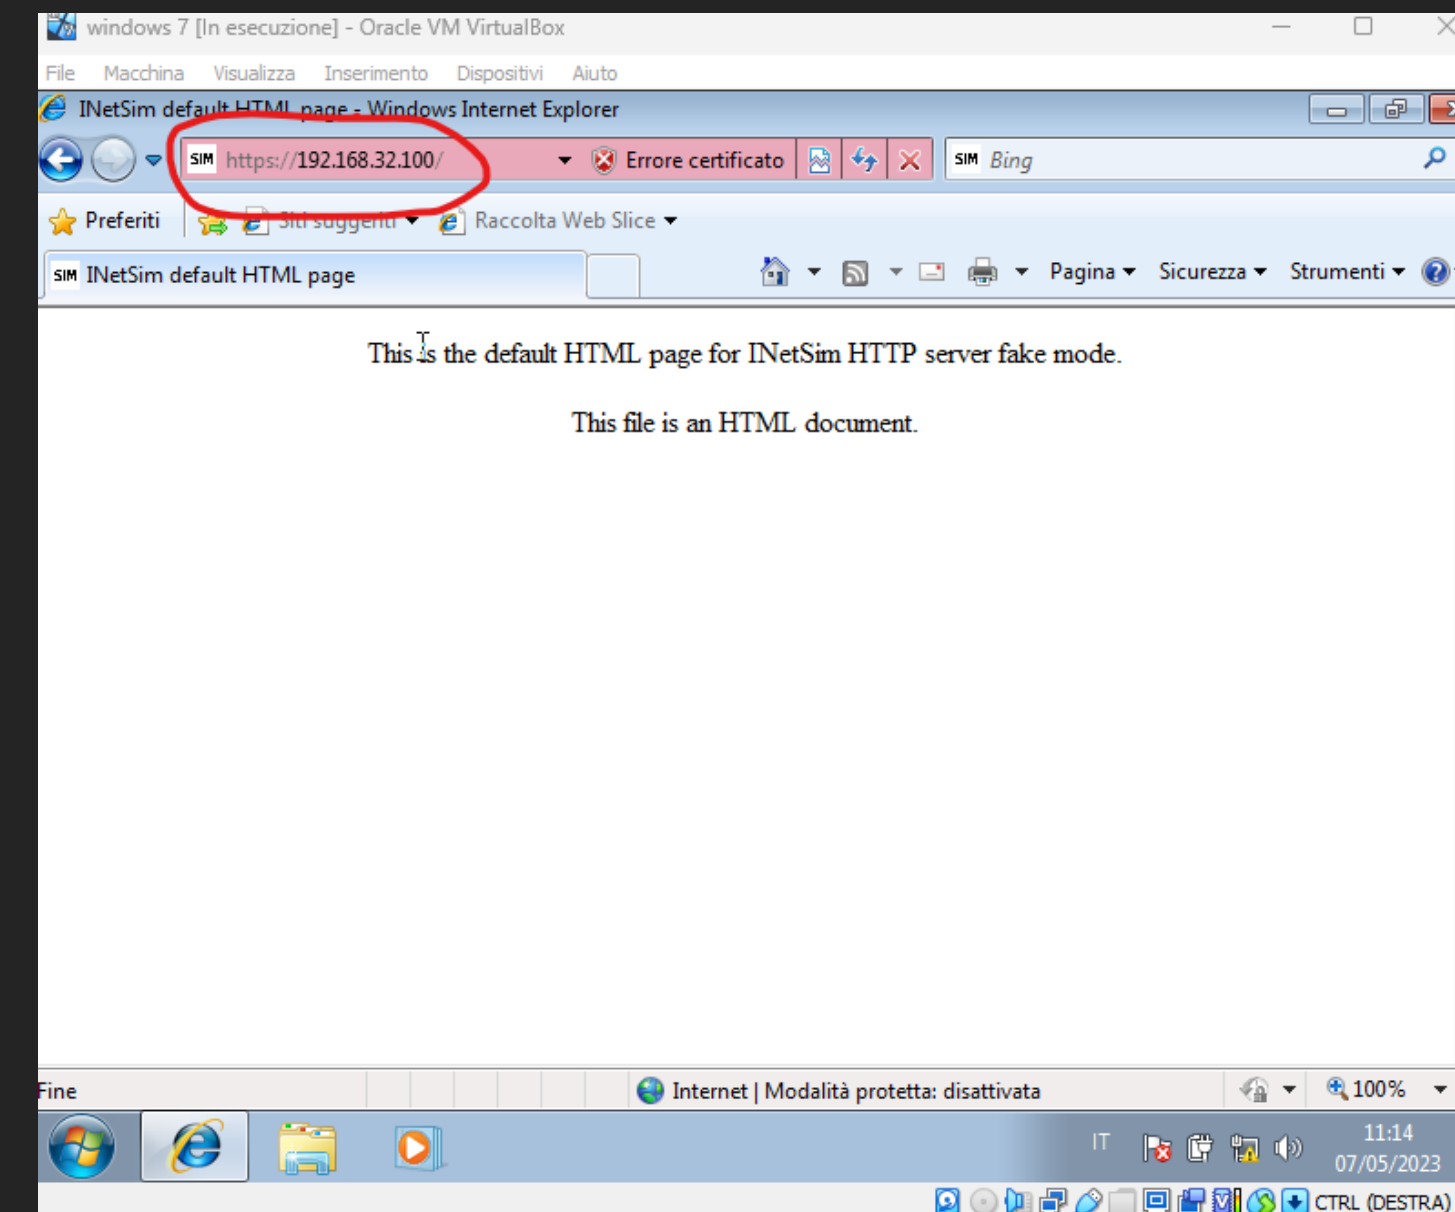 windows 7 [In esecuzione] - Oracle VM VirtualBox
File Macchina Visualizza Inserimento Dispositivi Aiuto
INetSim default HTML page - Windows Internet Explorer
SIM https://192.168.32.100/ Errore certificato SIM Bing
Preferiti Siti suggeriti Raccolta Web Slice
SIM INetSim default HTML page Pagina Sicurezza Strumenti
This is the default HTML page for INetSim HTTP server fake mode.
This file is an HTML document.
Fine Internet | Modalità protetta: disattivata 100%
IT 11:14
07/05/2023
CTRL (DESTRA)